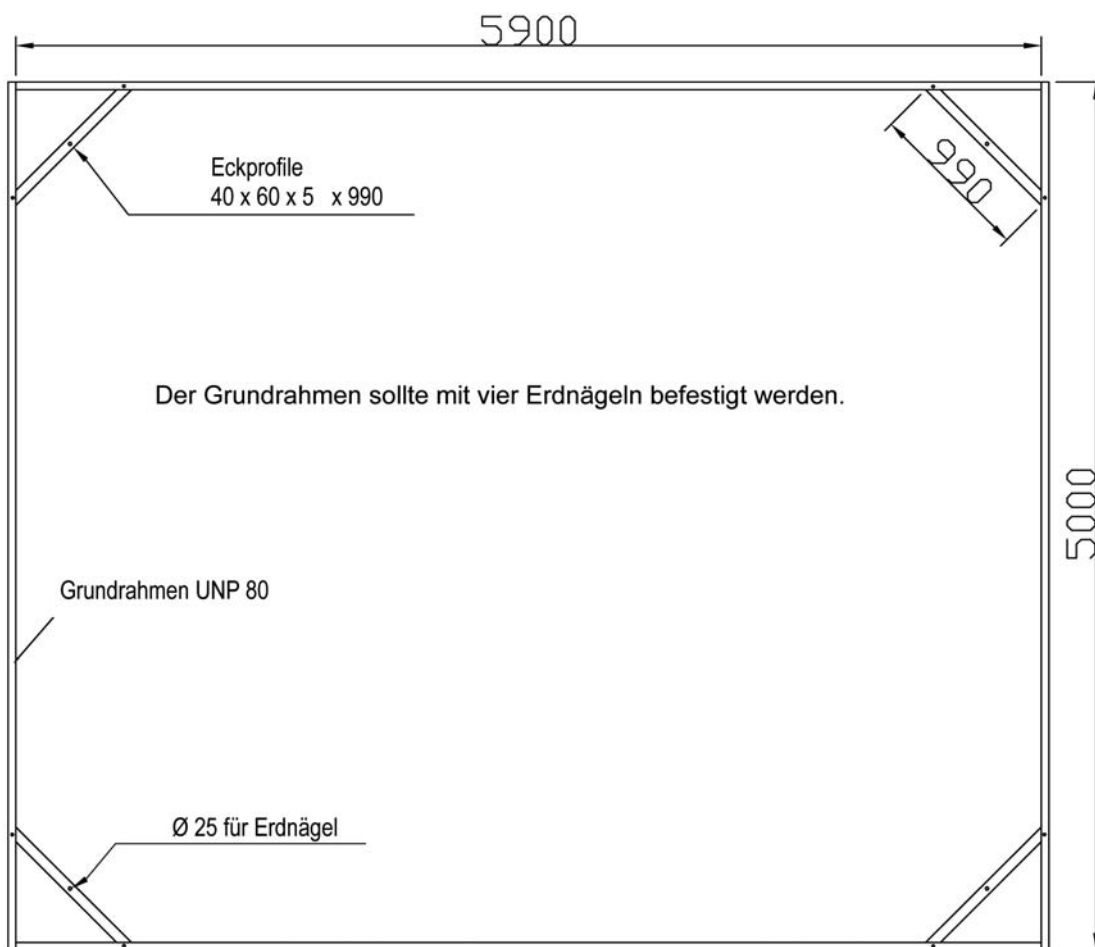 5900
Eckprofile
40 x 60 x 5 x 990
990
Der Grundrahmen sollte mit vier Erdnägeln befestigt werden.
5000
Grundrahmen UNP 80
Ø 25 für Erdnägel